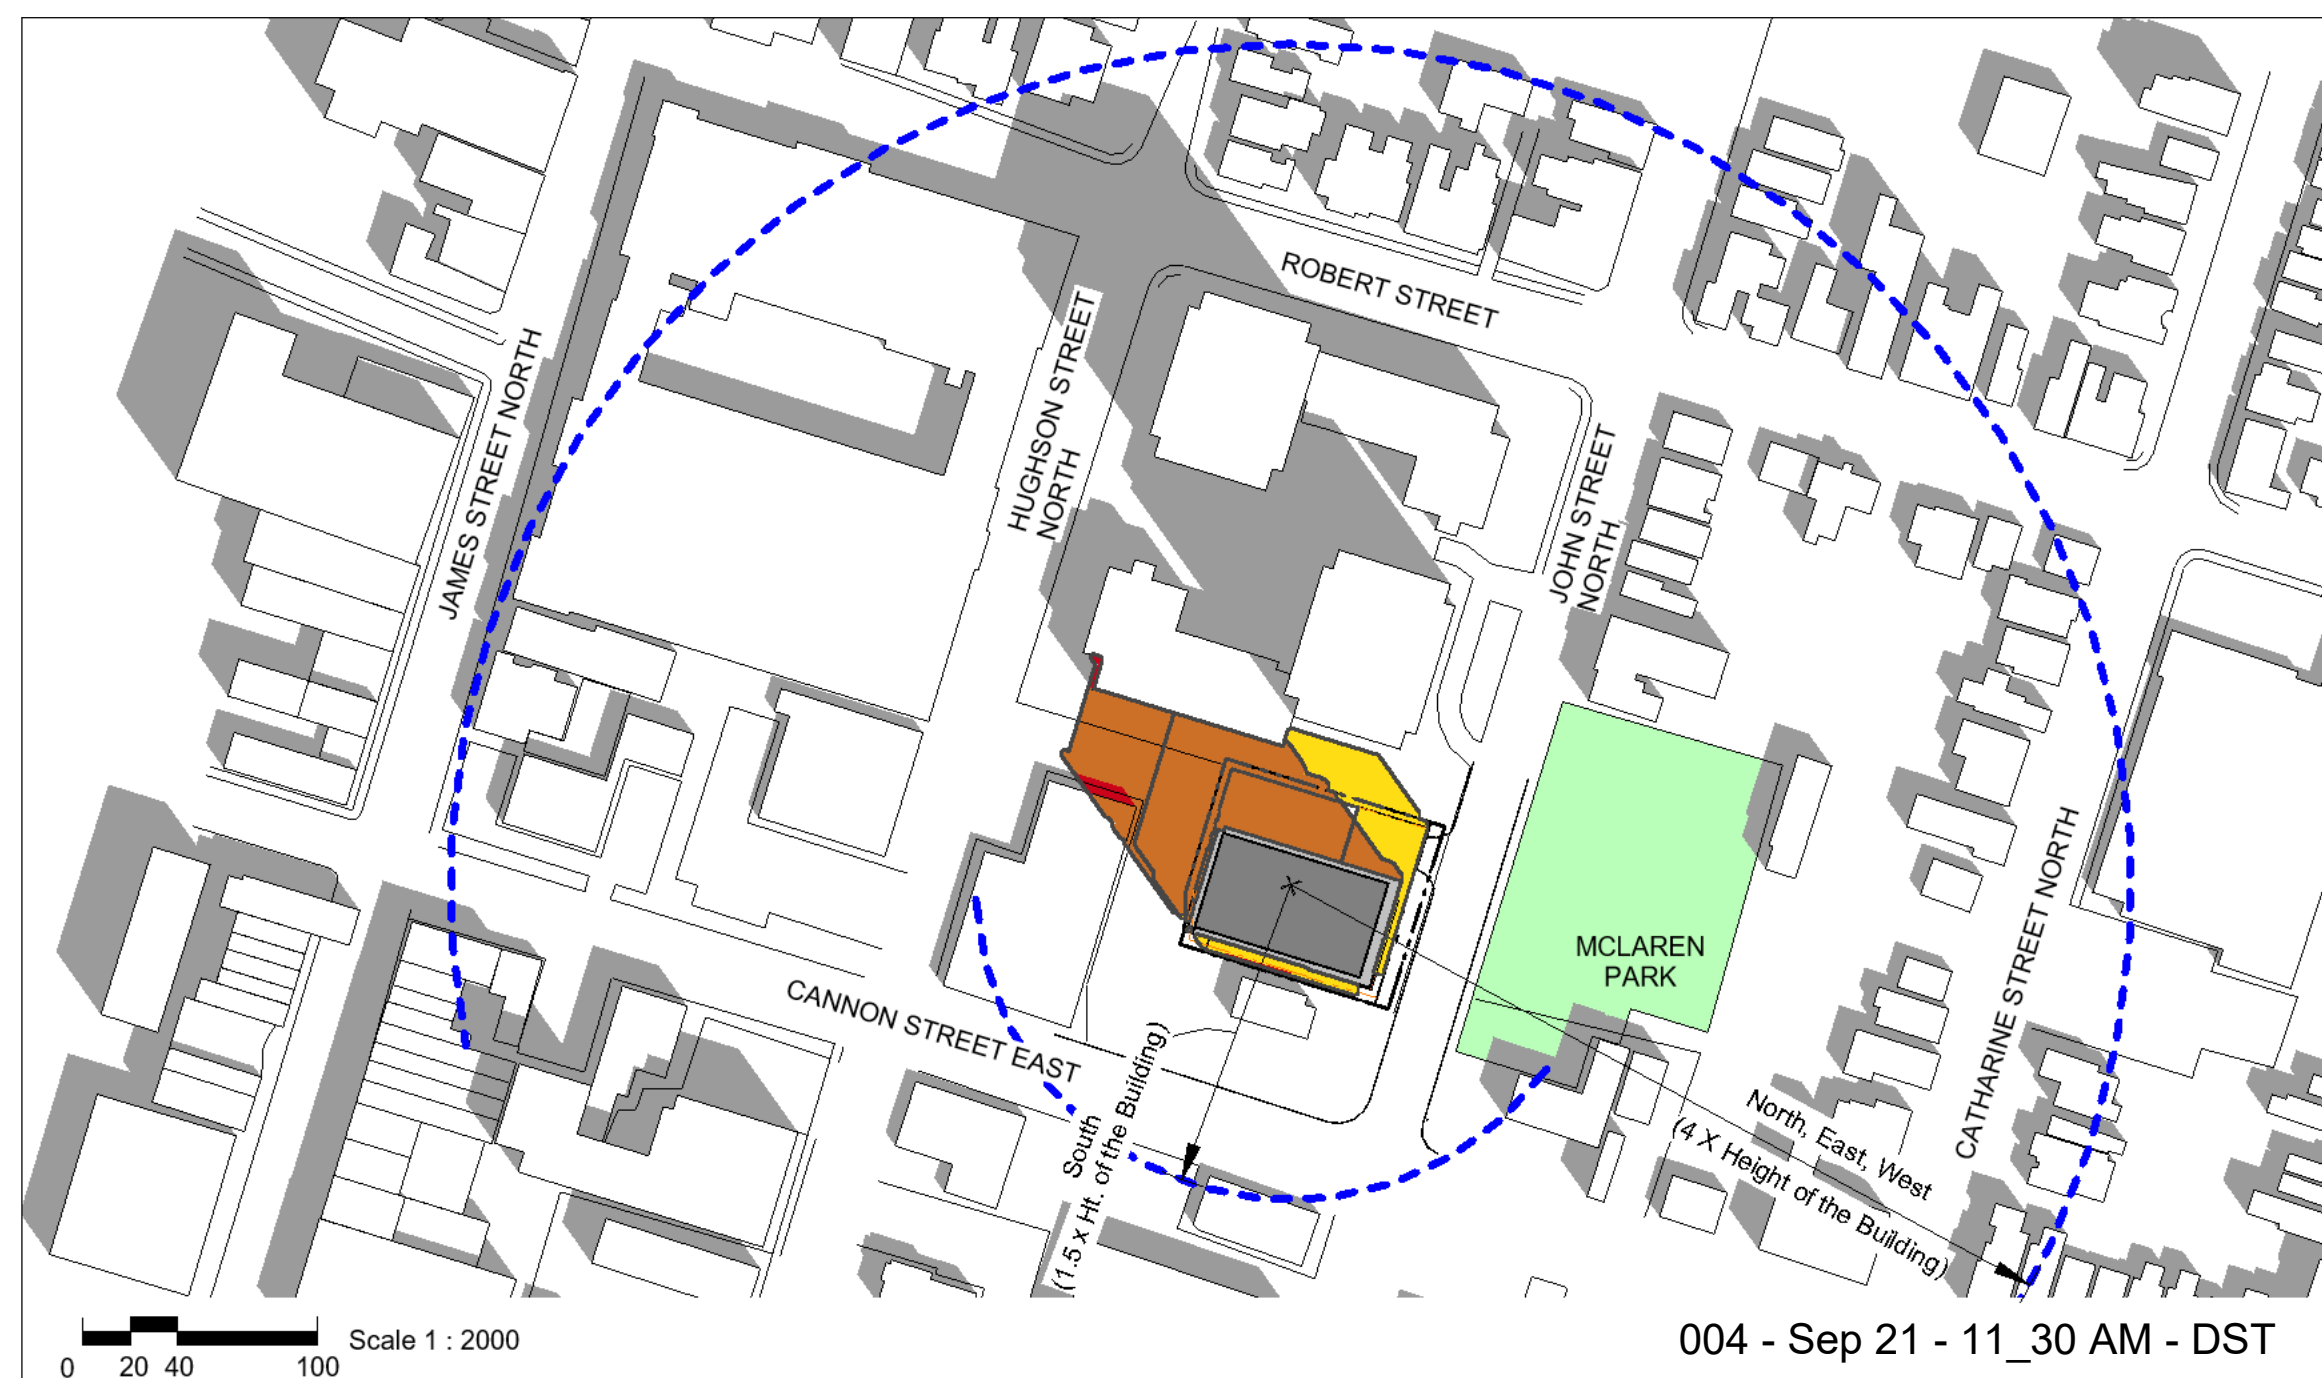 ROBERT STREET
HUGHSON STREET
NORTH
JAMES STREET NORTH
JOHN STREET
NORTH
MCLAREN
PARK
CATHARINE STREET NORTH
CANNON STREET EAST
South
(1.5 x Ht. of the Building)
North, East, West
(4 X Height of the Building)
Scale 1 : 2000
0 20 40 100
004 - Sep 21 - 11_30 AM - DST